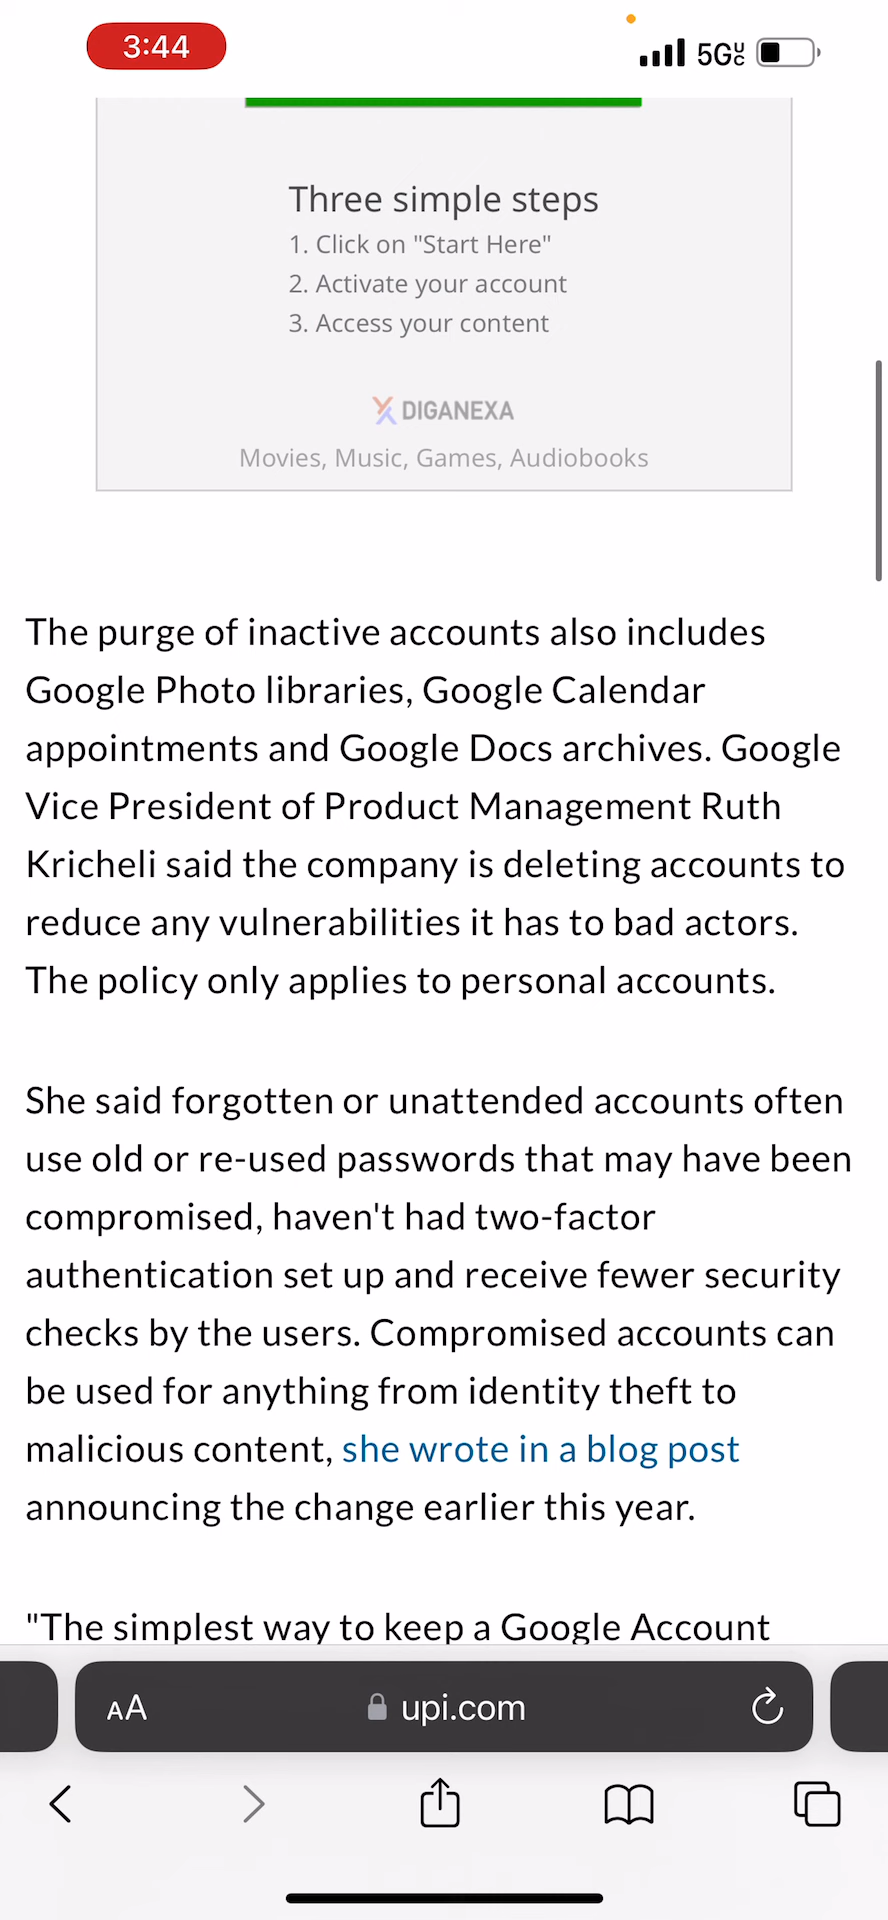 3:44
5G UC
Three simple steps
1. Click on "Start Here"
2. Activate your account
3. Access your content
DIGANEXA
Movies, Music, Games, Audiobooks
The purge of inactive accounts also includes
Google Photo libraries, Google Calendar
appointments and Google Docs archives. Google
Vice President of Product Management Ruth
Kricheli said the company is deleting accounts to
reduce any vulnerabilities it has to bad actors.
The policy only applies to personal accounts.
She said forgotten or unattended accounts often
use old or re-used passwords that may have been
compromised, haven't had two-factor
authentication set up and receive fewer security
checks by the users. Compromised accounts can
be used for anything from identity theft to
malicious content, she wrote in a blog post
announcing the change earlier this year.
"The simplest way to keep a Google Account
AA upi.com